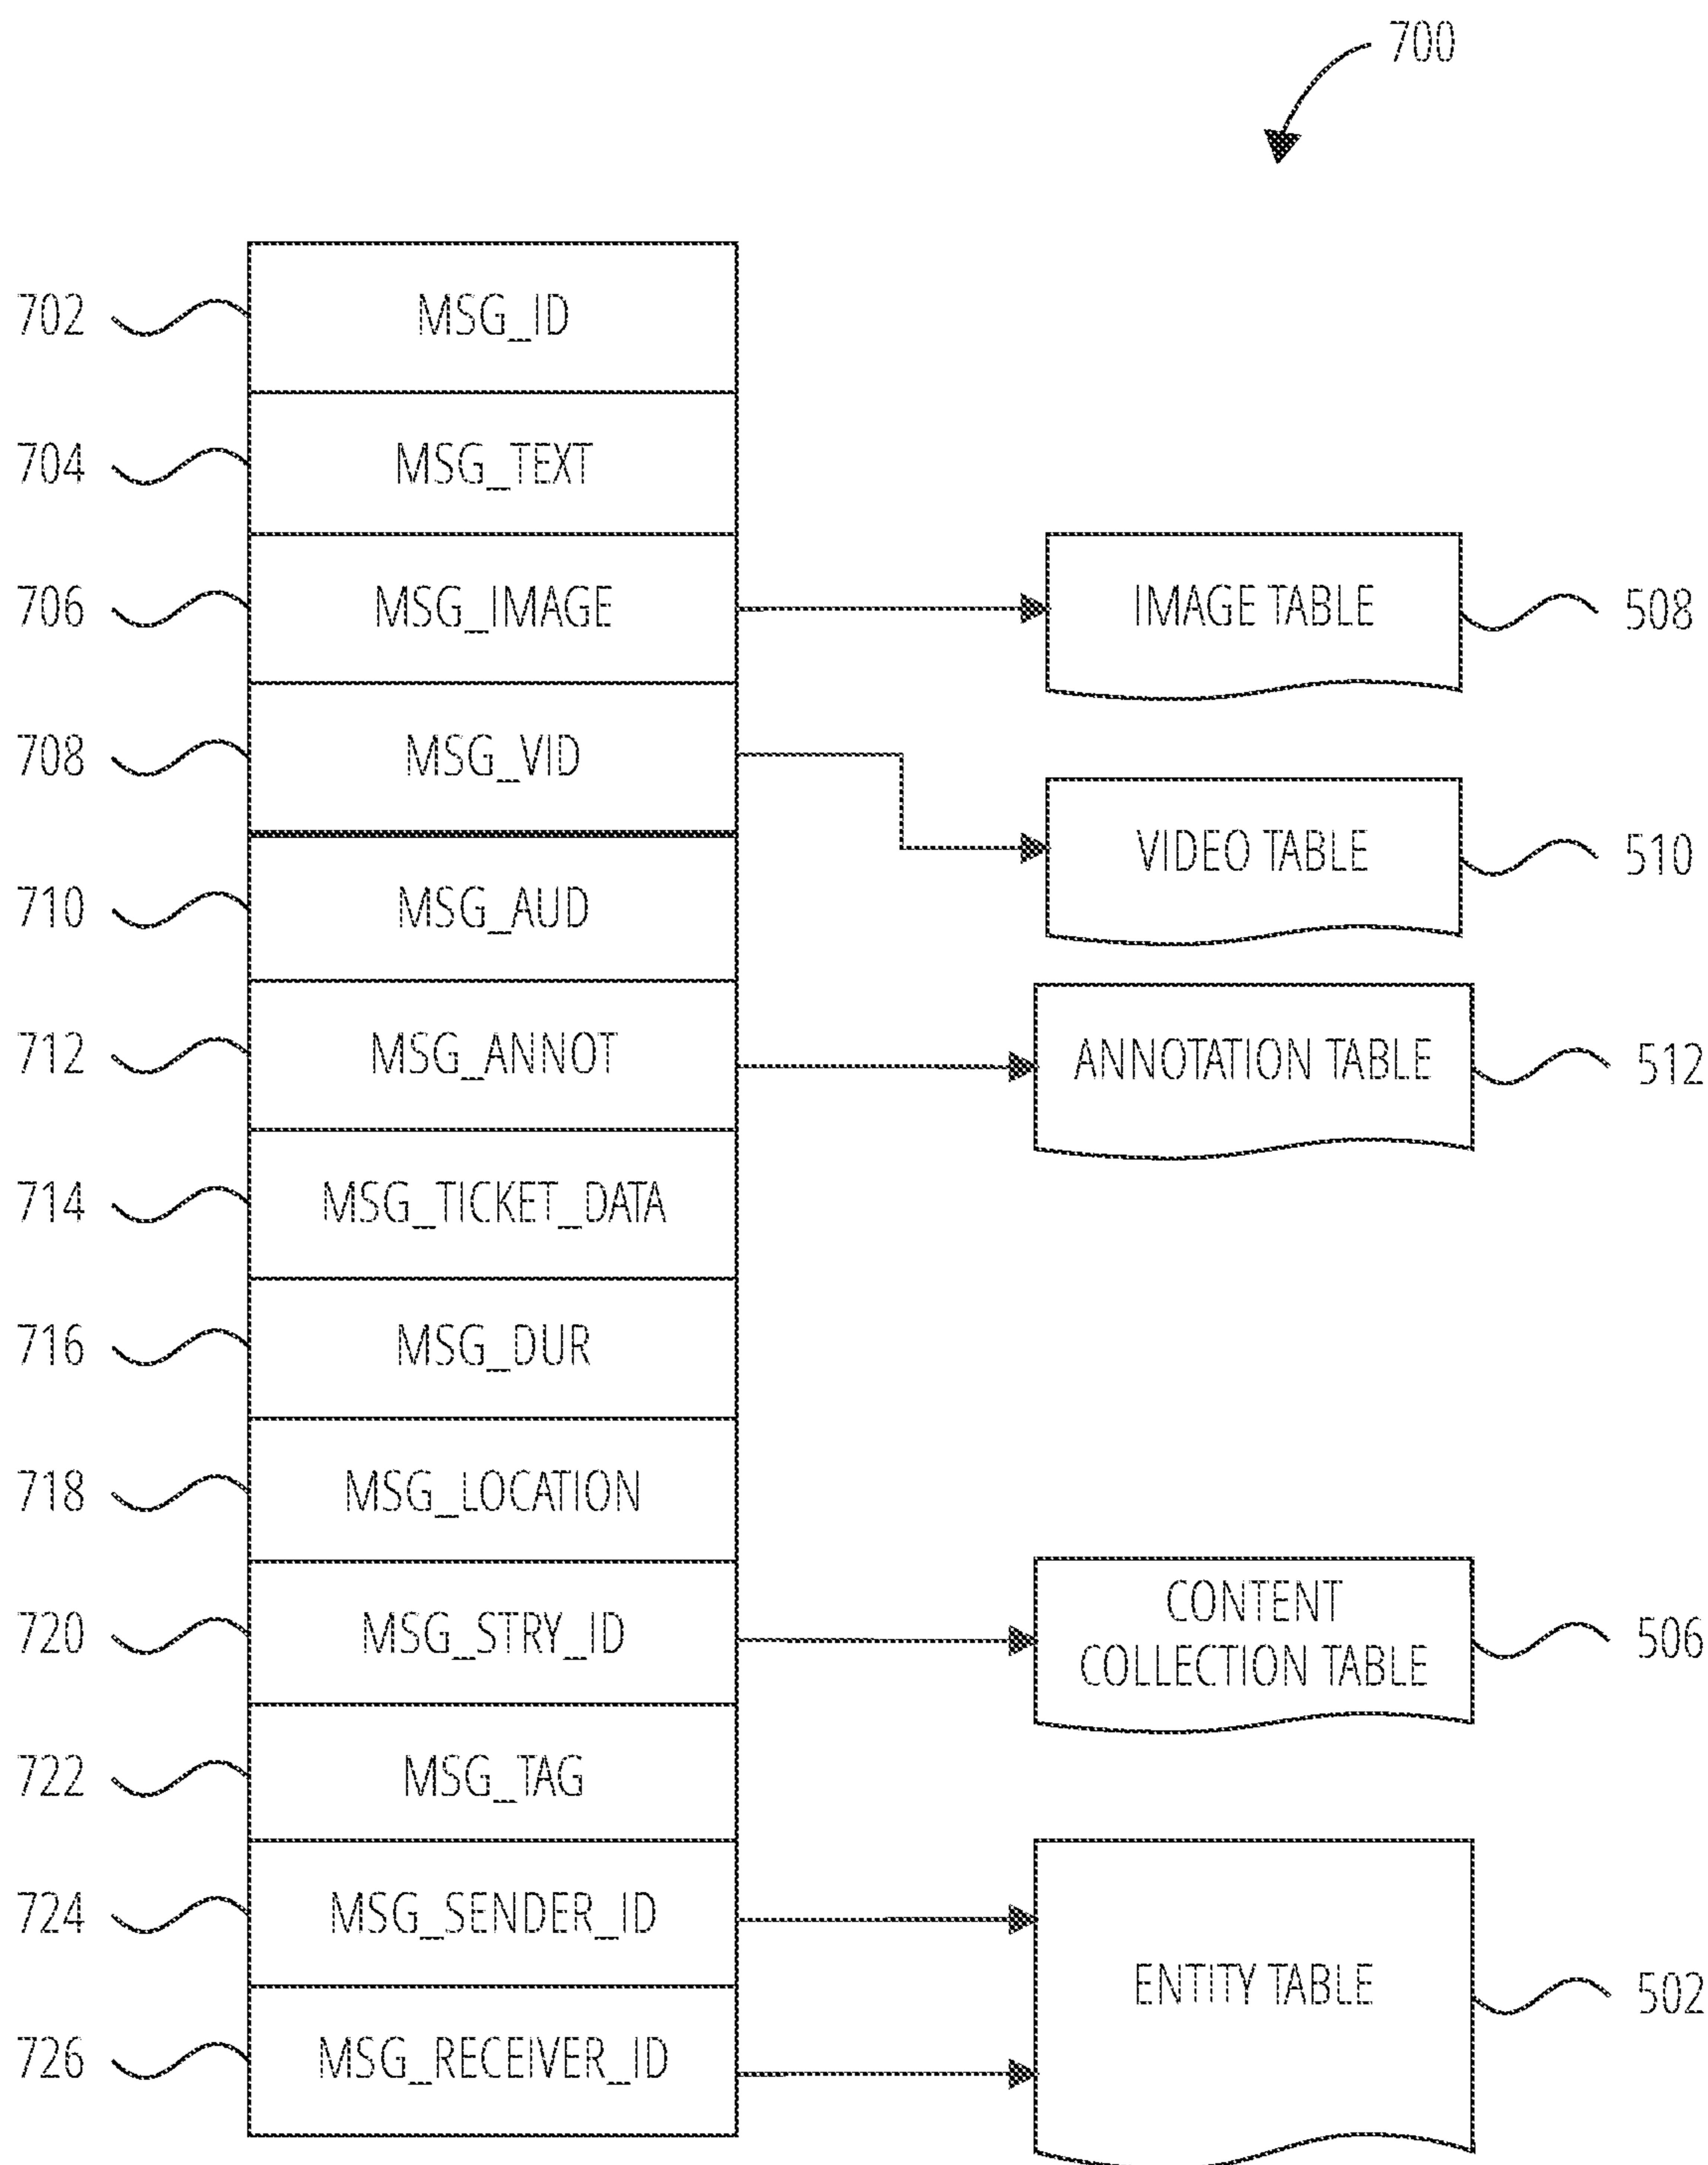 700
702 MSG_ID
704 MSG_TEXT
706 MSG_IMAGE IMAGE TABLE 508
708 MSG_VID
VIDEO TABLE 510
710 MSG_AUD
712 MSG_ANNOT ANNOTATION TABLE 512
714 MSG_TICKET_DATA
716 MSG_DUR
718 MSG_LOCATION
720 MSG_STRY_ID CONTENT
COLLECTION TABLE 506
722 MSG_TAG
724 MSG_SENDER_ID
ENTITY TABLE 502
726 MSG_RECEIVER_ID